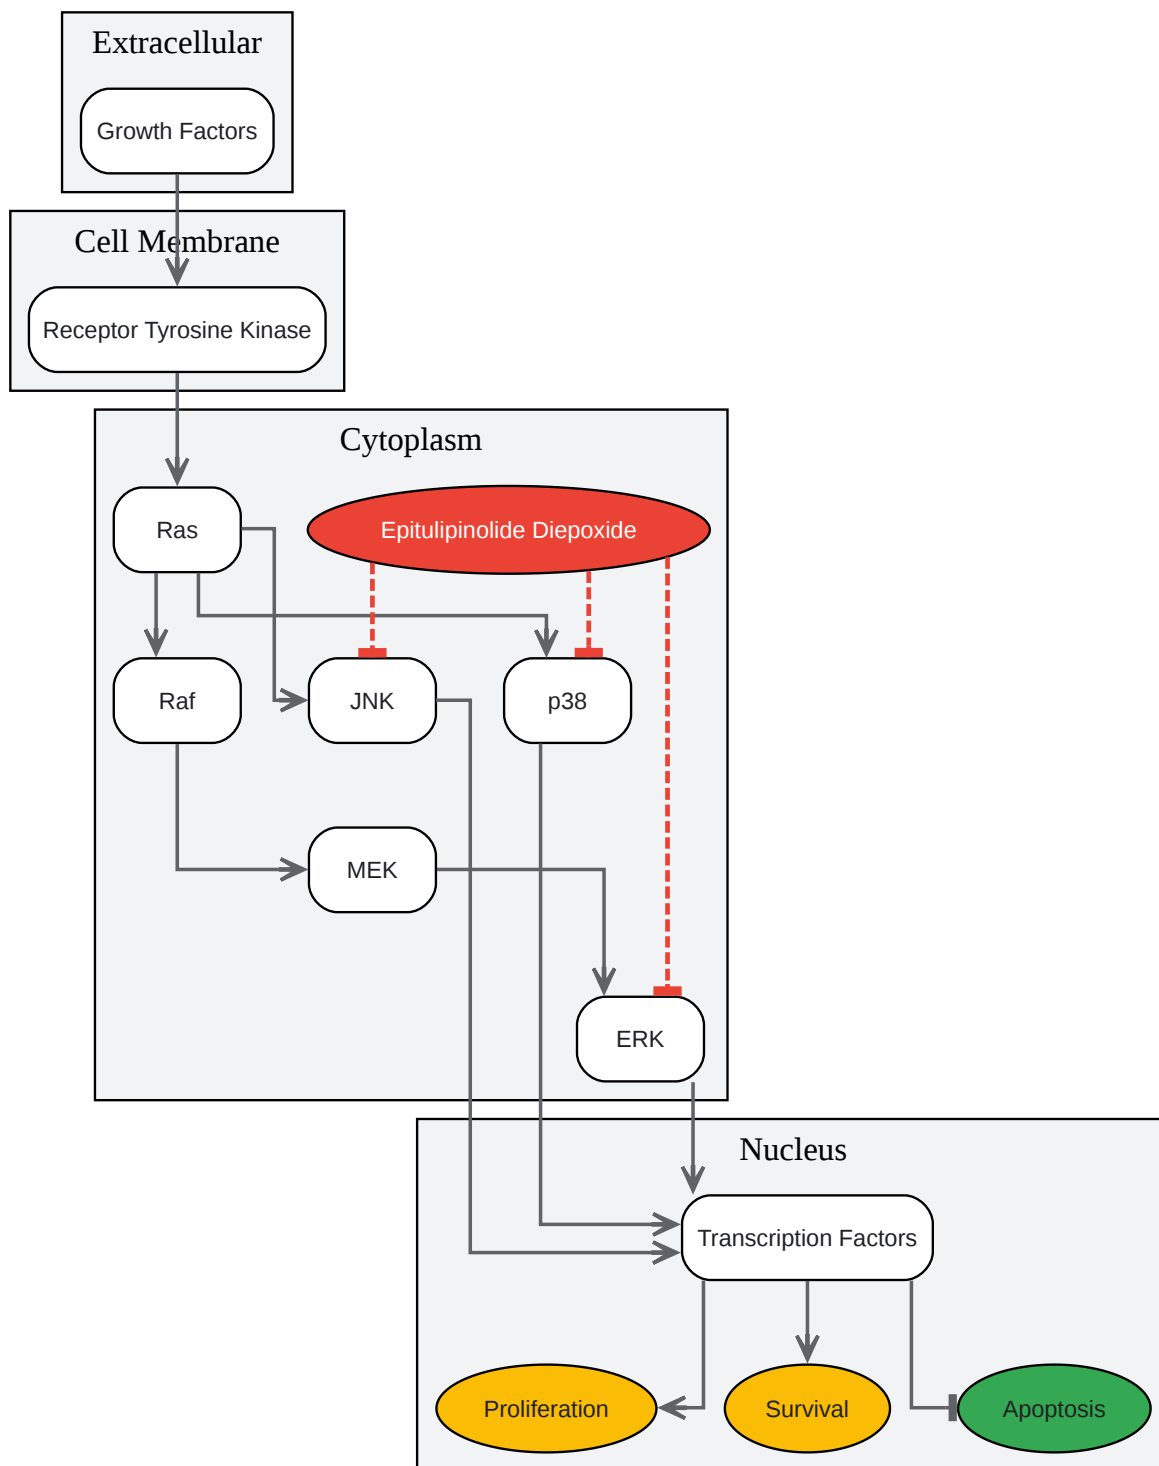 Extracellular
Growth Factors
Cell Membrane
Receptor Tyrosine Kinase
Cytoplasm
Ras
Epitulipinolide Diepoxide
Raf
JNK
p38
MEK
ERK
Nucleus
Transcription Factors
Proliferation
Survival
Apoptosis